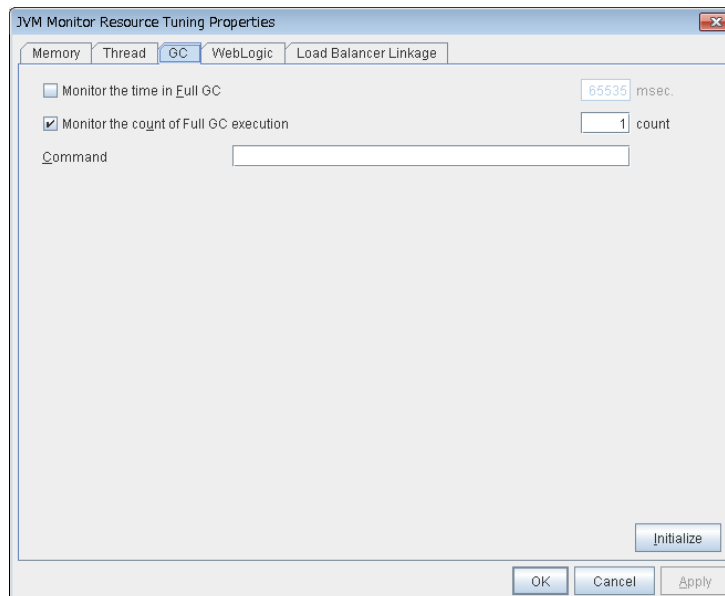 JVM Monitor Resource Tuning Properties
Memory Thread GC WebLogic Load Balancer Linkage
Monitor the time in Full GC 65535 msec.
Monitor the count of Full GC execution 1 count
Command
Initialize
OK Cancel Apply